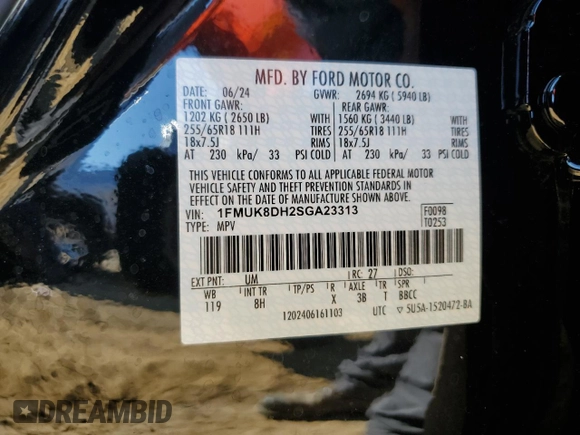 MFD. BY FORD MOTOR CO.
DATE: 06/24 GVWR: 2694 KG ( 5940 LB)
FRONT GAWR: REAR GAWR:
1202 KG ( 2650 LB) WITH 1560 KG ( 3440 LB) WITH
255/65R18 111H TIRES 255/65R18 111H TIRES
18x7.5J RIMS 18x7.5J RIMS
AT 230 kPa/ 33 PSI COLD AT 230 kPa/ 33 PSI COLD
THIS VEHICLE CONFORMS TO ALL APPLICABLE FEDERAL MOTOR
VEHICLE SAFETY AND THEFT PREVENTION STANDARDS IN
EFFECT ON THE DATE OF MANUFACTURE SHOWN ABOVE.
VIN: 1FMUK8DH2SGA23313 F0098
TYPE: MPV T0253
EXT PNT: UM RC: 27 DSO:
WB INT TR TP/PS R AXLE TR SPR
119 8H X 3B T BBCC
1202406161103 UTC ▽ 5U5A-1520472-BA
DREAMBID